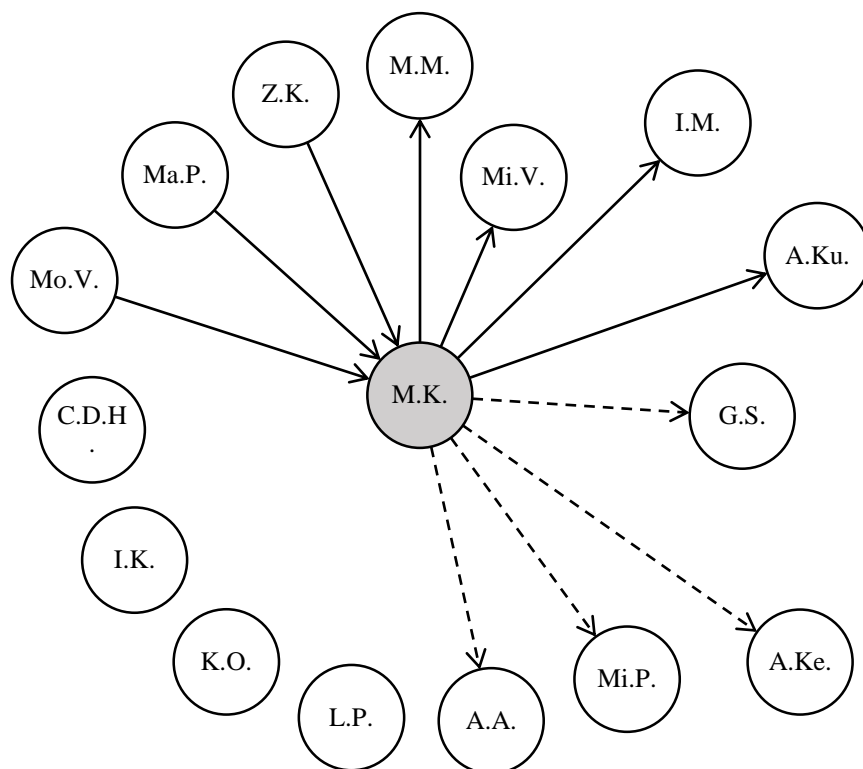 M.M.
Z.K.
I.M.
Ma.P.
Mi.V.
A.Ku.
Mo.V.
M.K.
C.D.H
.
G.S.
I.K.
K.O.
Mi.P.
A.Ke.
L.P.
A.A.